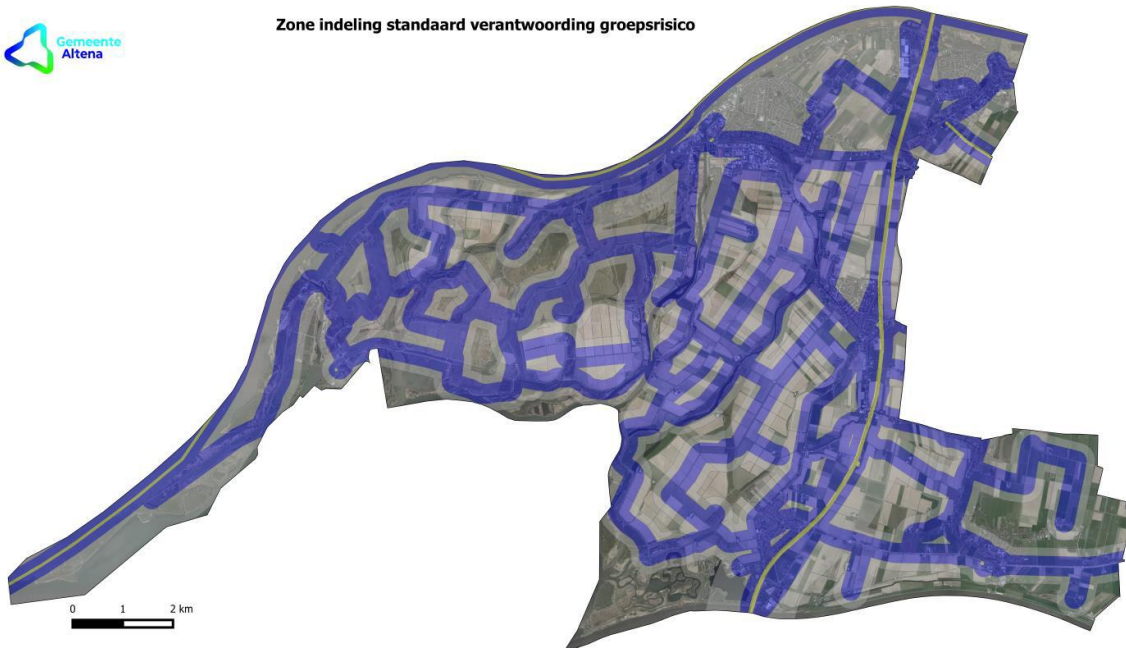 Zone indeling standaard verantwoording groepsrisico
Gemeente
Altena
0 1 2 km